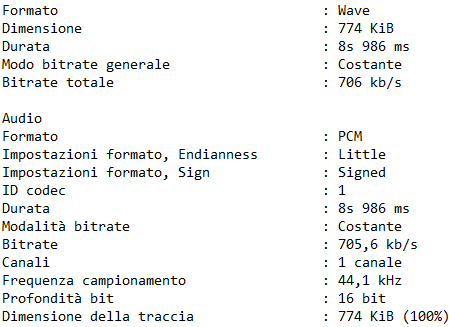 Formato : Wave
Dimensione : 774 KiB
Durata : 8s 986 ms
Modo bitrate generale : Costante
Bitrate totale : 706 kb/s

Audio
Formato : PCM
Impostazioni formato, Endianness : Little
Impostazioni formato, Sign : Signed
ID codec : 1
Durata : 8s 986 ms
Modalità bitrate : Costante
Bitrate : 705,6 kb/s
Canali : 1 canale
Frequenza campionamento : 44,1 kHz
Profondità bit : 16 bit
Dimensione della traccia : 774 KiB (100%)